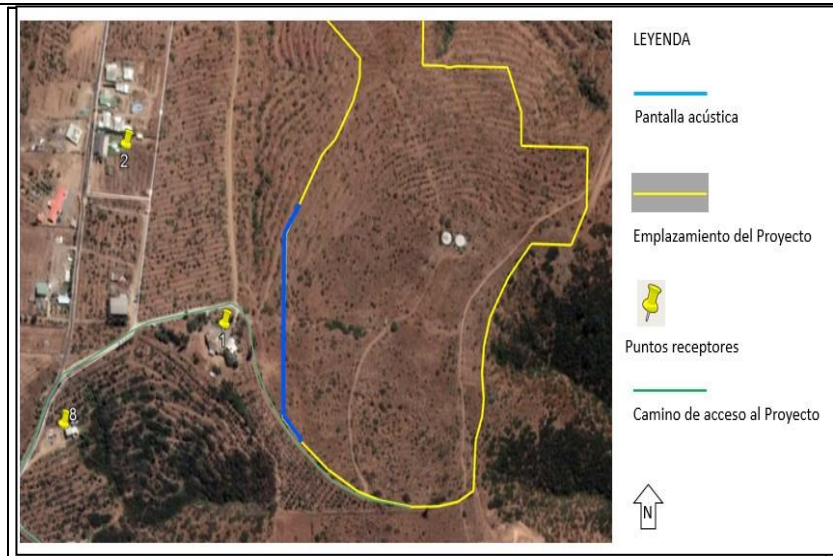 LEYENDA
Pantalla acústica
Emplazamiento del Proyecto
Puntos receptores
Camino de acceso al Proyecto
N
2
1
8